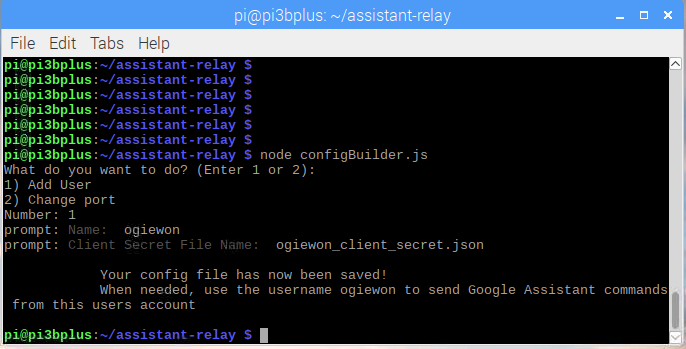 pi@pi3bplus: ~/assistant-relay
File Edit Tabs Help
pi@pi3bplus:~/assistant-relay $
pi@pi3bplus:~/assistant-relay $
pi@pi3bplus:~/assistant-relay $
pi@pi3bplus:~/assistant-relay $
pi@pi3bplus:~/assistant-relay $
pi@pi3bplus:~/assistant-relay $
pi@pi3bplus:~/assistant-relay $ node configBuilder.js
What do you want to do? (Enter 1 or 2):
1) Add User
2) Change port
Number: 1
prompt: Name:  ogiewon
prompt: Client Secret File Name:  ogiewon_client_secret.json
Your config file has now been saved!
When needed, use the username ogiewon to send Google Assistant commands
from this users account
pi@pi3bplus:~/assistant-relay $